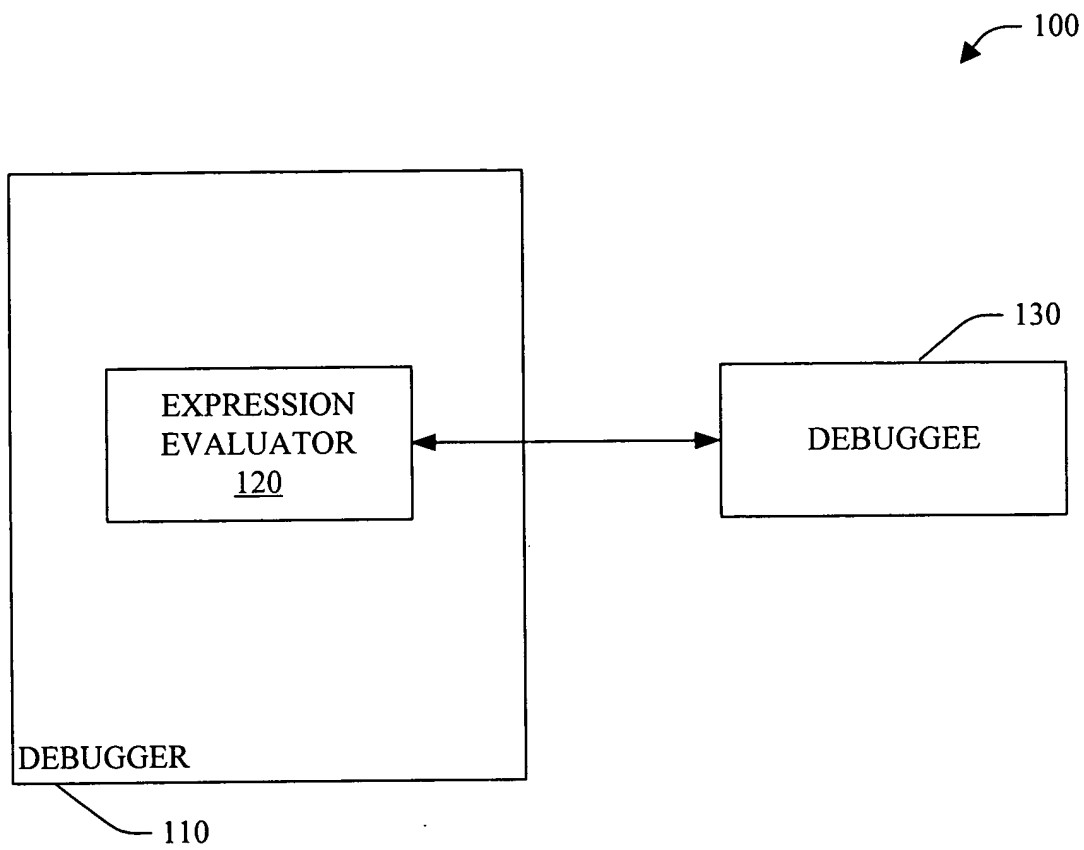 100
130
EXPRESSION
EVALUATOR
120
DEBUGGEE
DEBUGGER
110